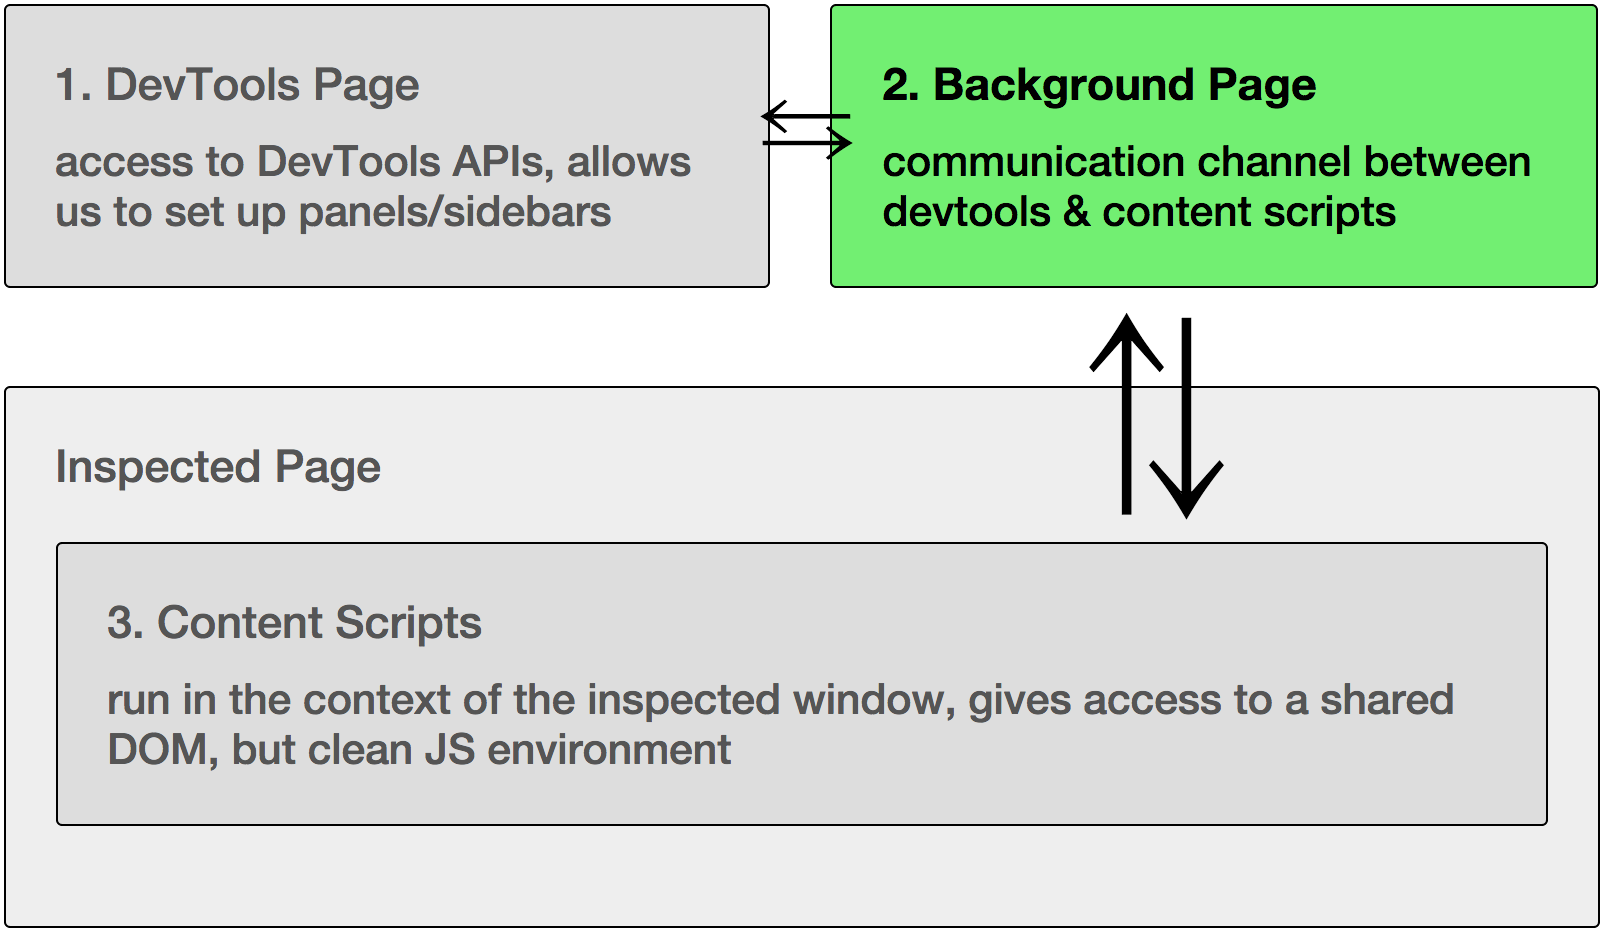 1. DevTools Page
access to DevTools APIs, allows
us to set up panels/sidebars
2. Background Page
communication channel between
devtools & content scripts
Inspected Page
3. Content Scripts
run in the context of the inspected window, gives access to a shared
DOM, but clean JS environment